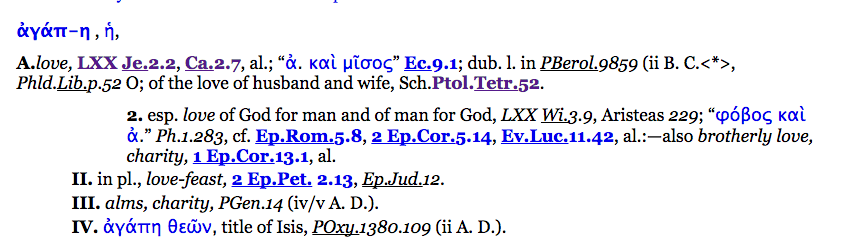 ἀγάπ-η , ἡ,
A.love, LXX Je.2.2, Ca.2.7, al.; “ἀ. καὶ μῖσος” Ec.9.1; dub. l. in PBerol.9859 (ii B. C.<*>,
Phld.Lib.p.52 O; of the love of husband and wife, Sch.Ptol.Tetr.52.
2. esp. love of God for man and of man for God, LXX Wi.3.9, Aristeas 229; “φόβος καὶ
ἀ.” Ph.1.283, cf. Ep.Rom.5.8, 2 Ep.Cor.5.14, Ev.Luc.11.42, al.:—also brotherly love,
charity, 1 Ep.Cor.13.1, al.
II. in pl., love-feast, 2 Ep.Pet. 2.13, Ep.Jud.12.
III. alms, charity, PGen.14 (iv/v A. D.).
IV. ἀγάπη θεῶν, title of Isis, POxy.1380.109 (ii A. D.).